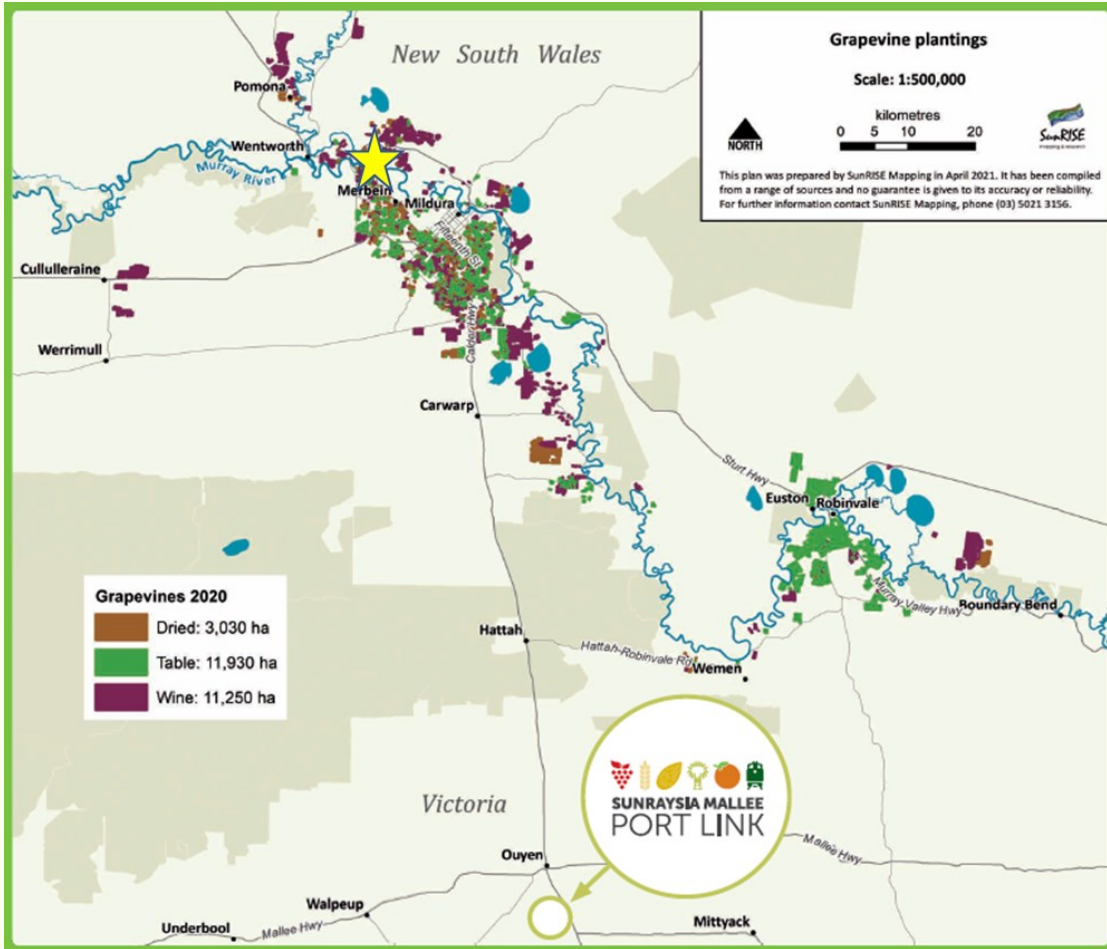 New South Wales
Grapevine plantings
Scale: 1:500,000
kilometres
0 5 10 20
NORTH
SunRISE
mapping & research
This plan was prepared by SunRISE Mapping in April 2021. It has been compiled
from a range of sources and no guarantee is given to its accuracy or reliability.
For further information contact SunRISE Mapping, phone (03) 5021 3156.
Pomona
Wentworth
Murray River
Merbein
Mildura
Fifteenth St
Cullulleraine
Werrimull
Calder Hwy
Carwarp
Sturt Hwy
Euston
Robinvale
Murray Valley Hwy
Boundary Bend
Grapevines 2020
Dried: 3,030 ha
Table: 11,930 ha
Wine: 11,250 ha
Hattah
Hattah-Robinvale Rd
Wemen
SUNRAYSIA MALLEE
PORT LINK
Victoria
Ouyen
Mallee Hwy
Walpeup
Underbool
Mallee Hwy
Mittyack